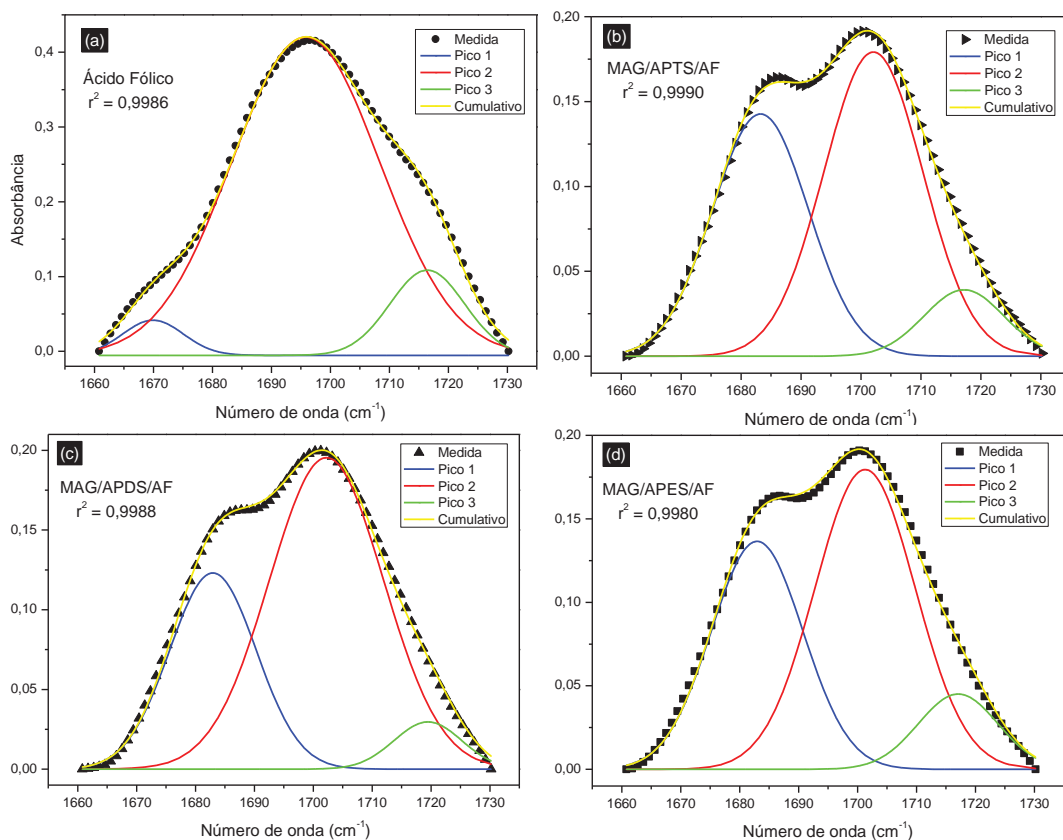 (a)
Ácido Fólico
r² = 0,9986
Medida
Pico 1
Pico 2
Pico 3
Cumulativo
Absorbância
0,4
0,3
0,2
0,1
0,0
1660 1670 1680 1690 1700 1710 1720 1730
Número de onda (cm⁻¹)
(b)
MAG/APTS/AF
r² = 0,9990
Medida
Pico 1
Pico 2
Pico 3
Cumulativo
0,20
0,15
0,10
0,05
0,00
1660 1670 1680 1690 1700 1710 1720 1730
Número de onda (cm⁻¹)
(c)
MAG/APDS/AF
r² = 0,9988
Medida
Pico 1
Pico 2
Pico 3
Cumulativo
0,20
0,15
0,10
0,05
0,00
1660 1670 1680 1690 1700 1710 1720 1730
Número de onda (cm⁻¹)
(d)
MAG/APES/AF
r² = 0,9980
Medida
Pico 1
Pico 2
Pico 3
Cumulativo
0,20
0,15
0,10
0,05
0,00
1660 1670 1680 1690 1700 1710 1720 1730
Número de onda (cm⁻¹)